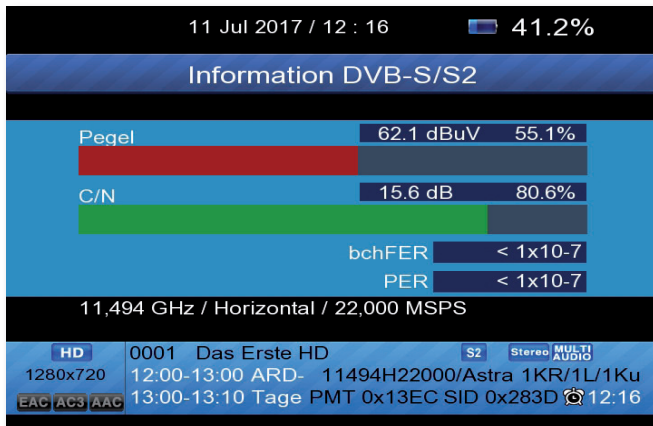 11 Jul 2017 / 12 : 16 41.2%
Information DVB-S/S2
Pegel 62.1 dBuV 55.1%
C/N 15.6 dB 80.6%
bchFER < 1x10-7
PER < 1x10-7
11,494 GHz / Horizontal / 22,000 MSPS
HD 0001 Das Erste HD S2 Stereo MULTI AUDIO
1280x720 12:00-13:00 ARD- 11494H22000/Astra 1KR/1L/1Ku
EAC AC3 AAC 13:00-13:10 Tage PMT 0x13EC SID 0x283D 12:16